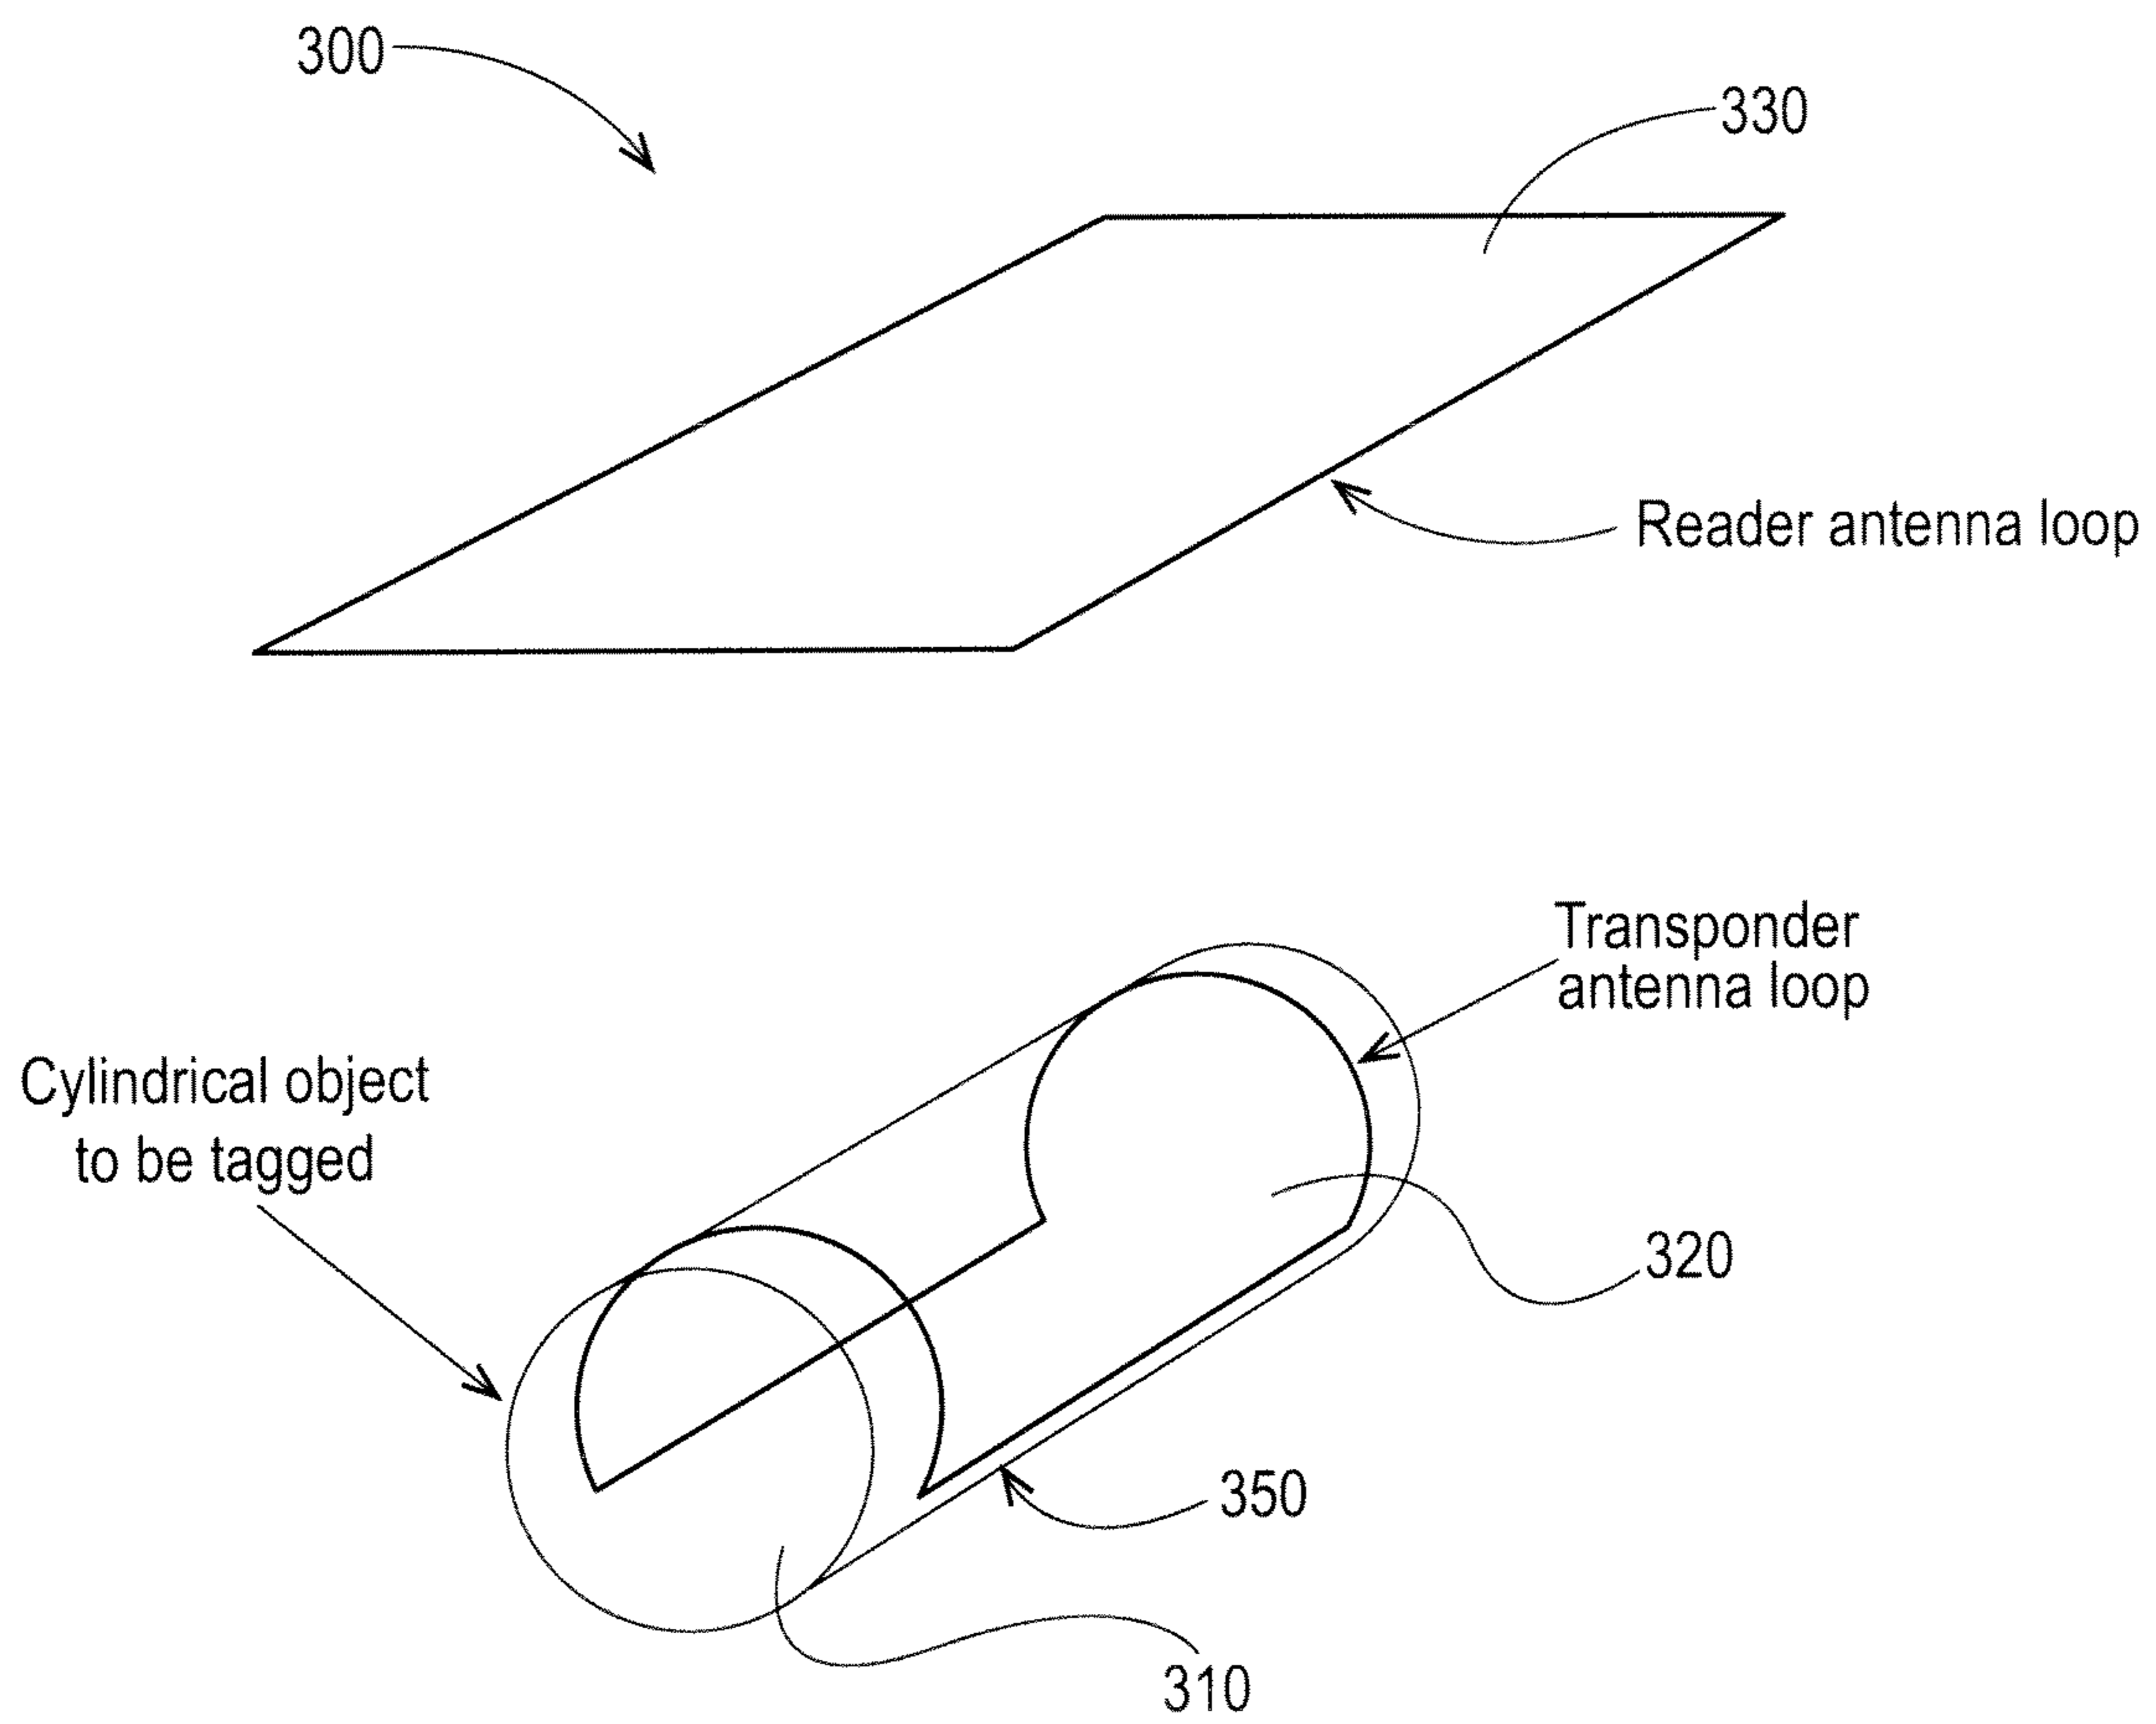 300
330
Reader antenna loop
Transponder
antenna loop
Cylindrical object
to be tagged
320
350
310